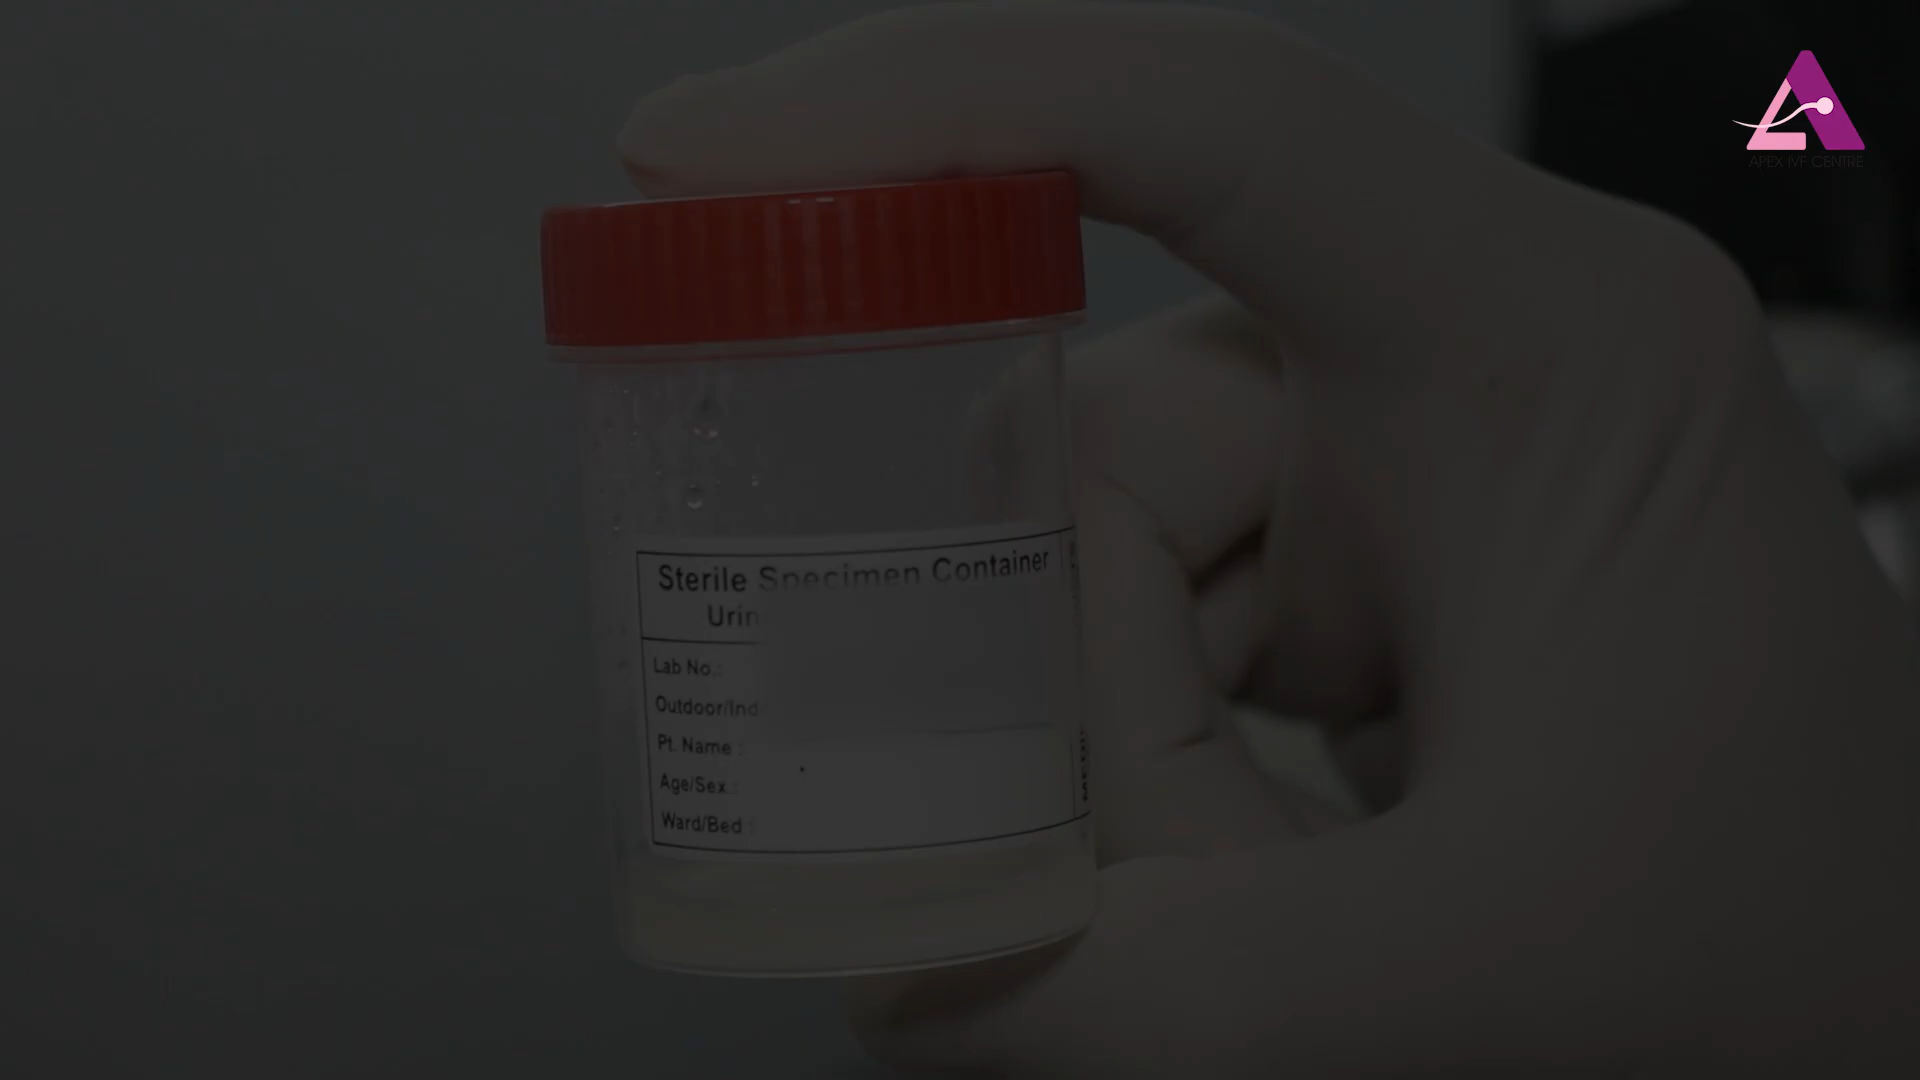 APEX IVF CENTRE
Sterile Specimen Container
Urin
Lab No.:
Outdoor/Ind
Pt. Name :
Age/Sex.:
Ward/Bed :